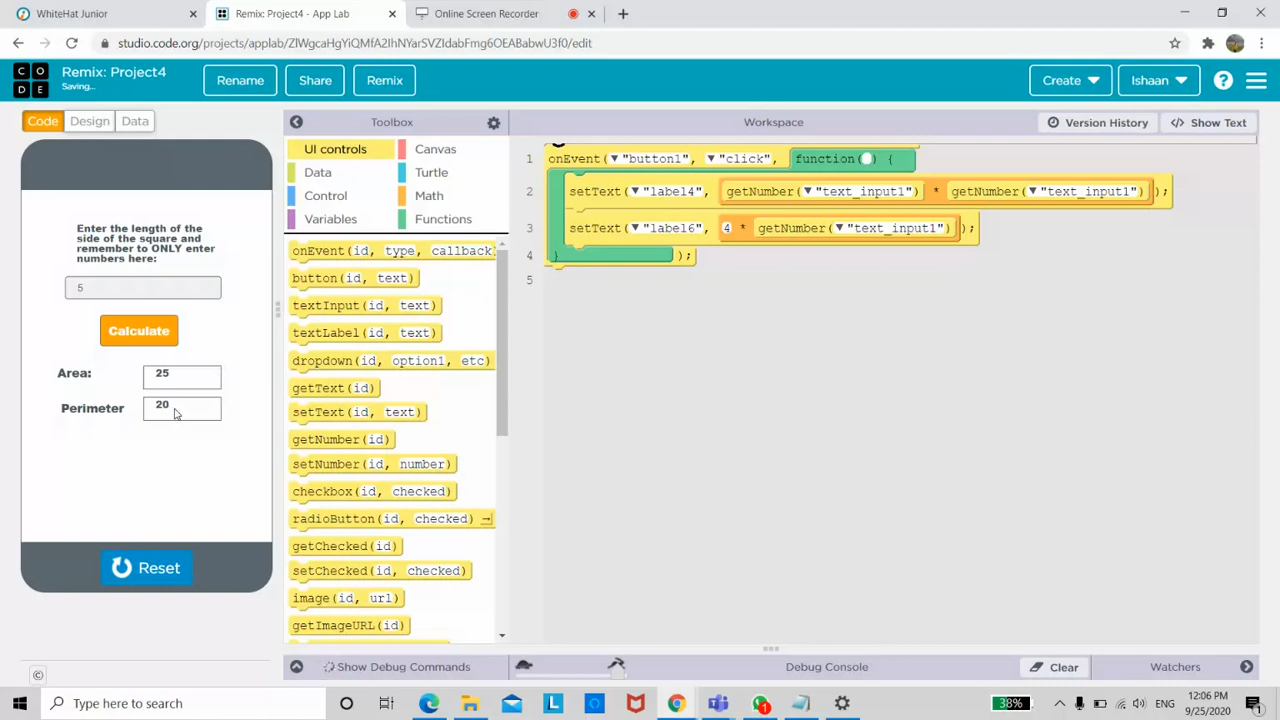 WhiteHat Junior
Remix: Project4 - App Lab
Online Screen Recorder
studio.code.org/projects/applab/ZlWgcaHgYiQMfA2IhNYarSVZIdabFmg6OEABabwU3f0/edit
CO
DE
Remix: Project4
Saving...
Rename
Share
Remix
Create
Ishaan
?
Code
Design
Data
Toolbox
Workspace
Version History
</> Show Text
Enter the length of the
side of the square and
remember to ONLY enter
numbers here:
5
Calculate
Area:
25
Perimeter
20
Reset
©
UI controls
Canvas
Data
Turtle
Control
Math
Variables
Functions
onEvent(id, type, callback
button(id, text)
textInput(id, text)
textLabel(id, text)
dropdown(id, option1, etc)
getText(id)
setText(id, text)
getNumber(id)
setNumber(id, number)
checkbox(id, checked)
radioButton(id, checked)
getChecked(id)
setChecked(id, checked)
image(id, url)
getImageURL(id)
1 onEvent("button1", "click", function() {
2 setText("label4", getNumber("text_input1") * getNumber("text_input1"));
3 setText("label6", 4 * getNumber("text_input1"));
4 });
5
Show Debug Commands
Debug Console
Clear
Watchers
Type here to search
L
1
38%
ENG
12:06 PM
9/25/2020
1